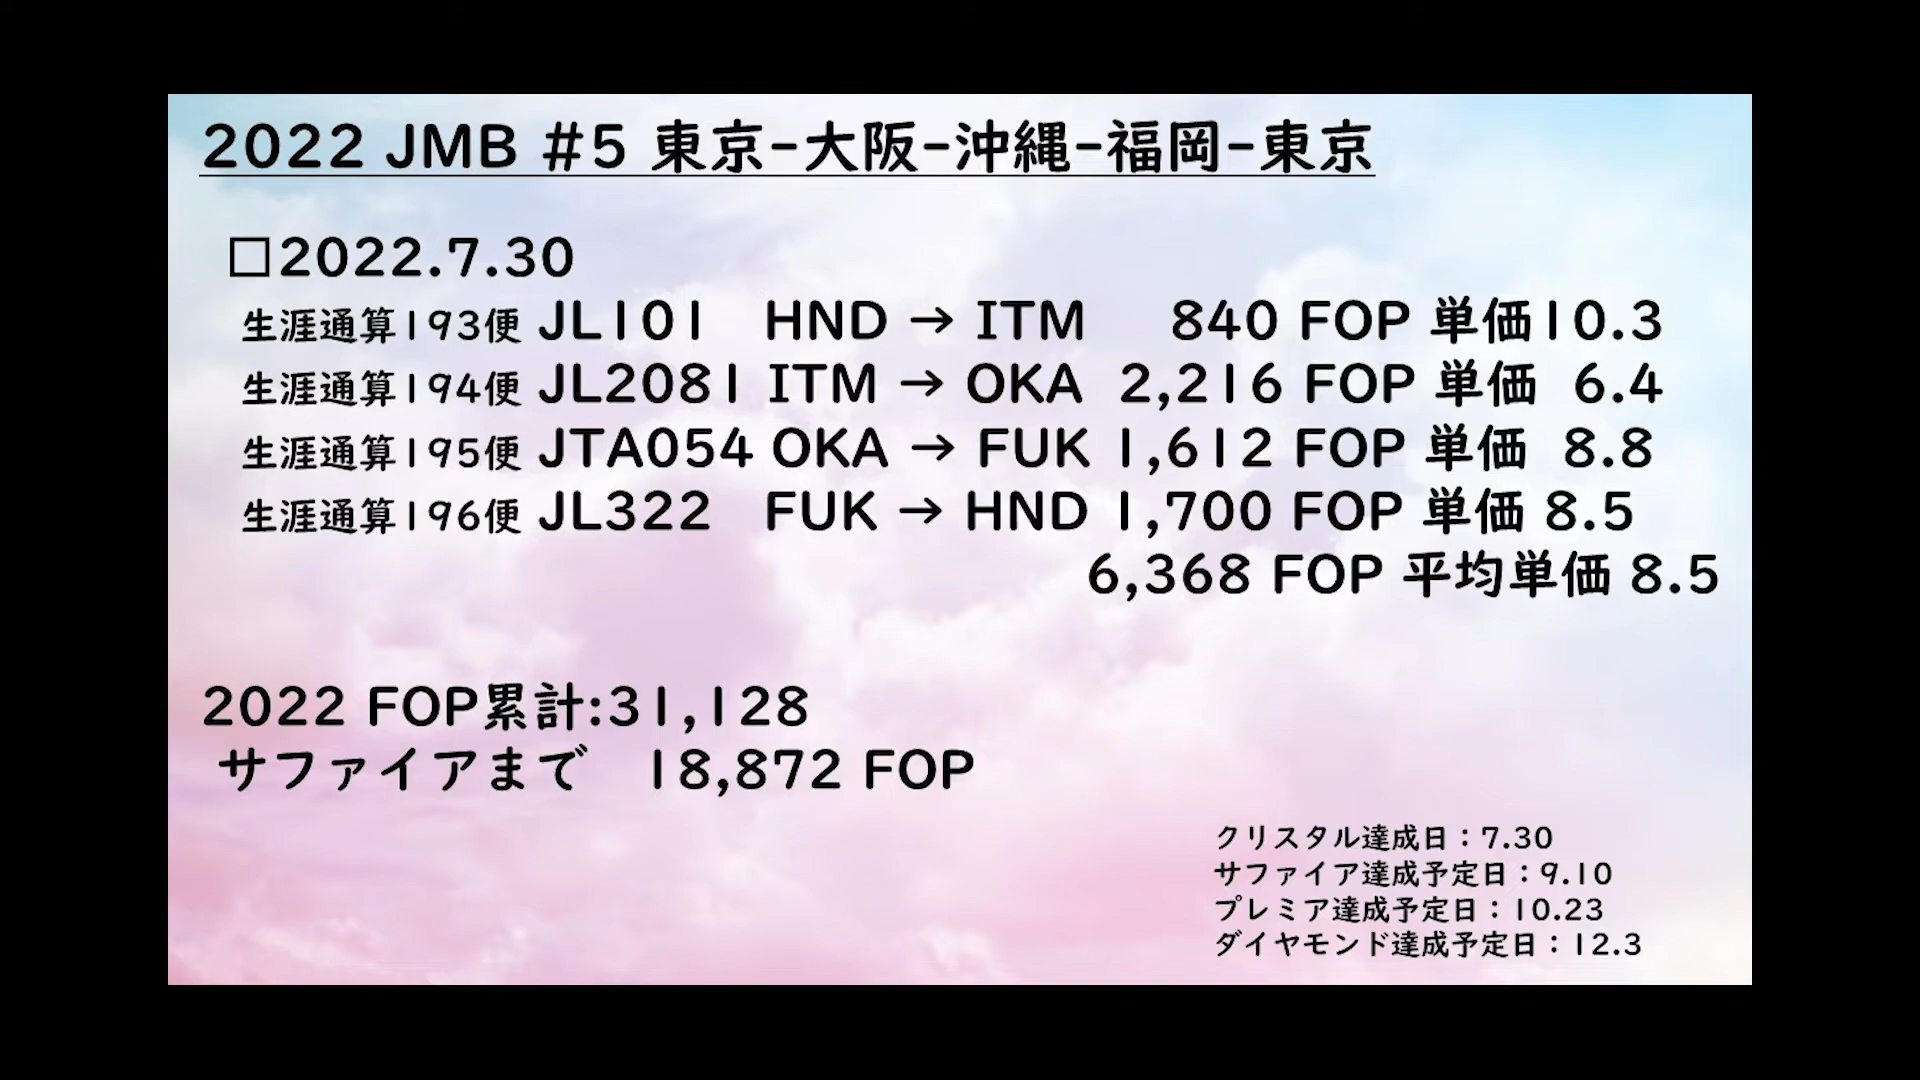 2022 JMB #5 東京-大阪-沖縄-福岡-東京
□2022.7.30
生涯通算193便 JL101 HND → ITM 840 FOP 単価10.3
生涯通算194便 JL2081 ITM → OKA 2,216 FOP 単価 6.4
生涯通算195便 JTA054 OKA → FUK 1,612 FOP 単価 8.8
生涯通算196便 JL322 FUK → HND 1,700 FOP 単価 8.5
6,368 FOP 平均単価 8.5
2022 FOP累計:31,128
サファイアまで 18,872 FOP
クリスタル達成日：7.30
サファイア達成予定日：9.10
プレミア達成予定日：10.23
ダイヤモンド達成予定日：12.3